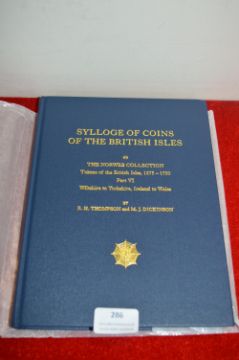 SYLLOGE OF COINS
OF THE BRITISH ISLES
THE NORWEB COLLECTION
Tokens of the British Isles, 1575 – 1750
Part VI
Wiltshire to Yorkshire, Ireland to Wales
BY
R. H. THOMPSON and M. J. DICKINSON
286